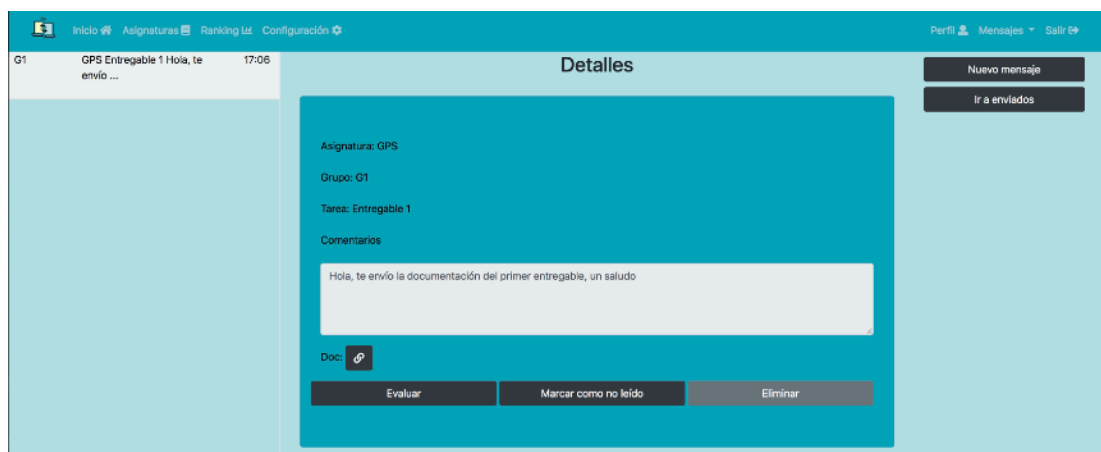 Inicio Asignaturas Ranking Configuración Perfil Mensajes Salir
G1 GPS Entregable 1 Hola, te 17:06
envío ...
Detalles
Nuevo mensaje
Ir a enviados
Asignatura: GPS
Grupo: G1
Tarea: Entregable 1
Comentarios
Hola, te envío la documentación del primer entregable, un saludo
Doc:
Evaluar Marcar como no leído Eliminar